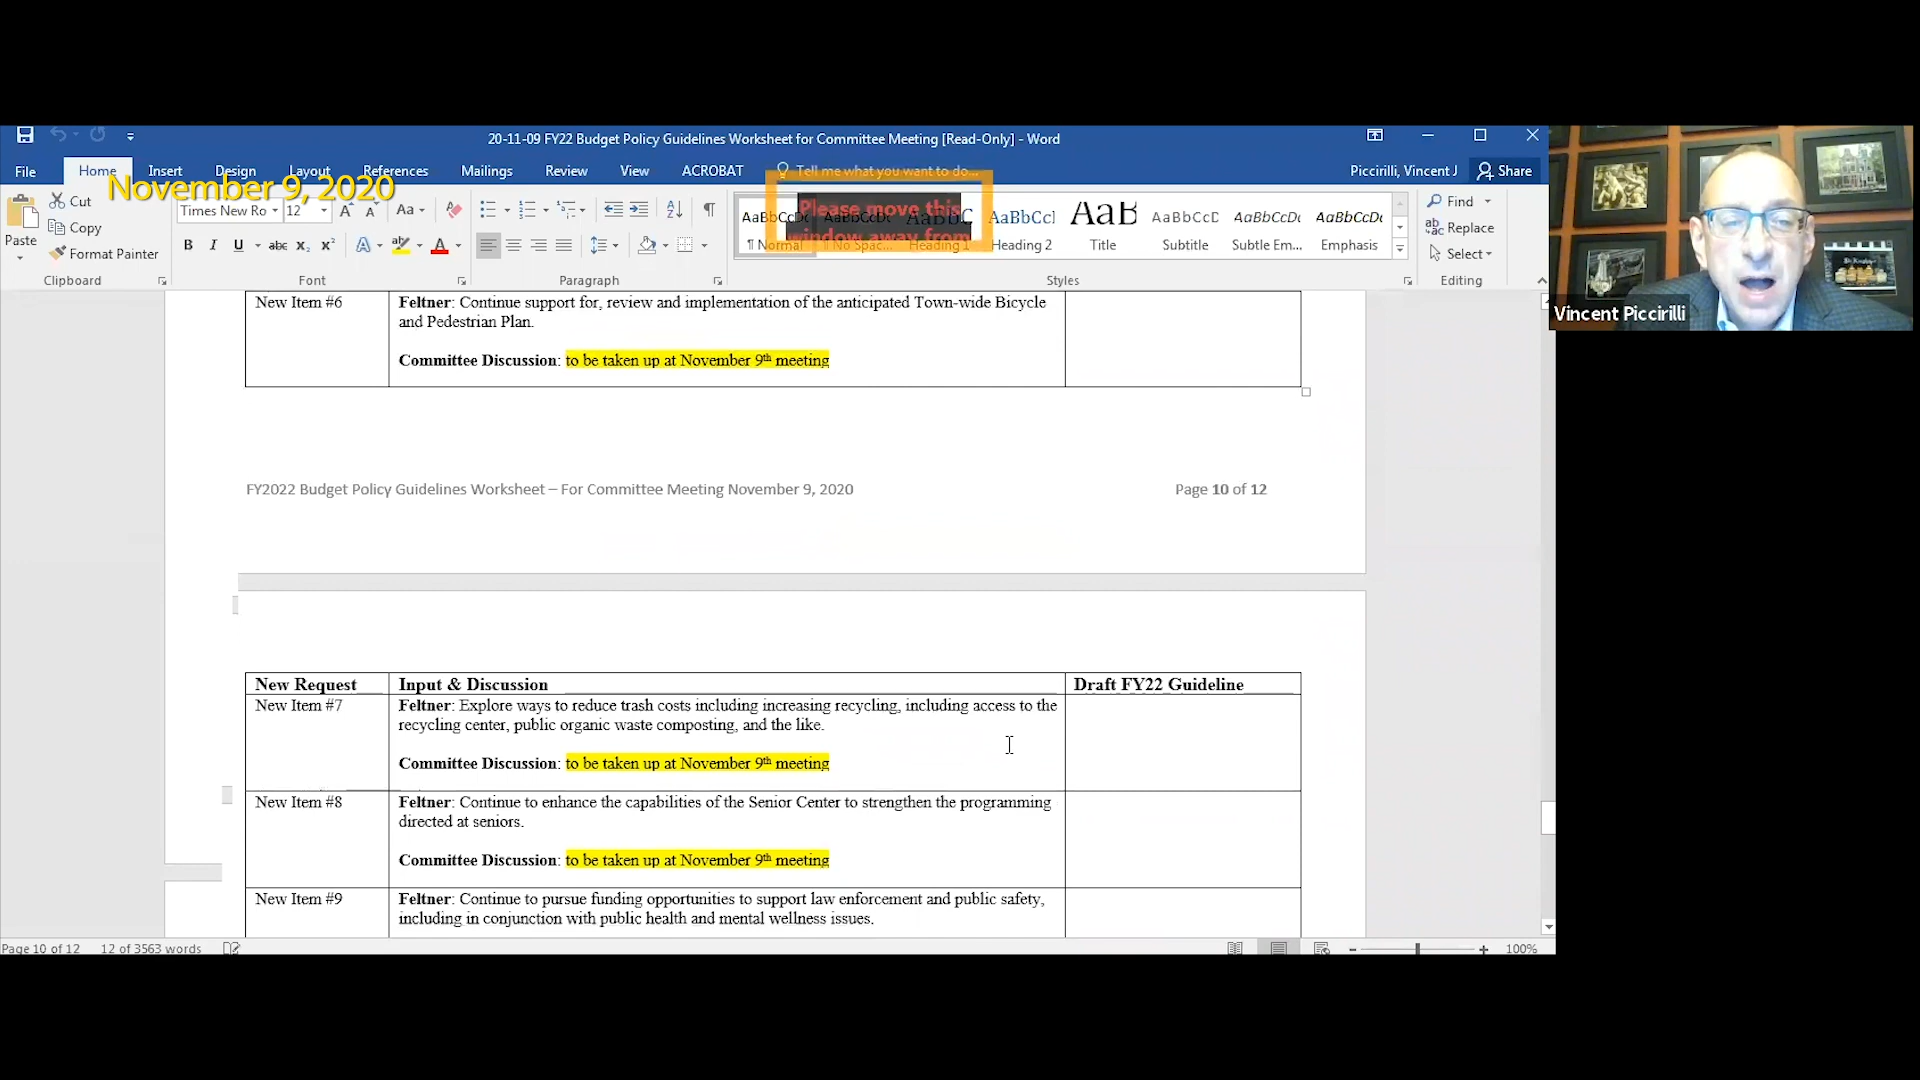 20-11-09 FY22 Budget Policy Guidelines Worksheet for Committee Meeting [Read-Only] - Word
File Home Insert Design Layout References Mailings Review View ACROBAT Tell me what you want to do... Piccirilli, Vincent J Share
November 9, 2020
Cut
Copy
Format Painter
Paste
Clipboard
Times New Ro 12 Aa
B I U abc X₂ X² A A
Font
Paragraph
Please move this
window away from
AaBbCcDc AaBbCcDc AaBbC AaBbCcI AaB AaBbCcD AaBbCcDc AaBbCcDc
¶ Normal ¶ No Spac... Heading 1 Heading 2 Title Subtitle Subtle Em... Emphasis
Styles
Find
Replace
Select
Editing
Vincent Piccirilli
New Item #6
Feltner: Continue support for, review and implementation of the anticipated Town-wide Bicycle
and Pedestrian Plan.
Committee Discussion: to be taken up at November 9th meeting
FY2022 Budget Policy Guidelines Worksheet – For Committee Meeting November 9, 2020 Page 10 of 12
New Request Input & Discussion Draft FY22 Guideline
New Item #7
Feltner: Explore ways to reduce trash costs including increasing recycling, including access to the
recycling center, public organic waste composting, and the like.
Committee Discussion: to be taken up at November 9th meeting
New Item #8
Feltner: Continue to enhance the capabilities of the Senior Center to strengthen the programming
directed at seniors.
Committee Discussion: to be taken up at November 9th meeting
New Item #9
Feltner: Continue to pursue funding opportunities to support law enforcement and public safety,
including in conjunction with public health and mental wellness issues.
Page 10 of 12 12 of 3563 words 100%